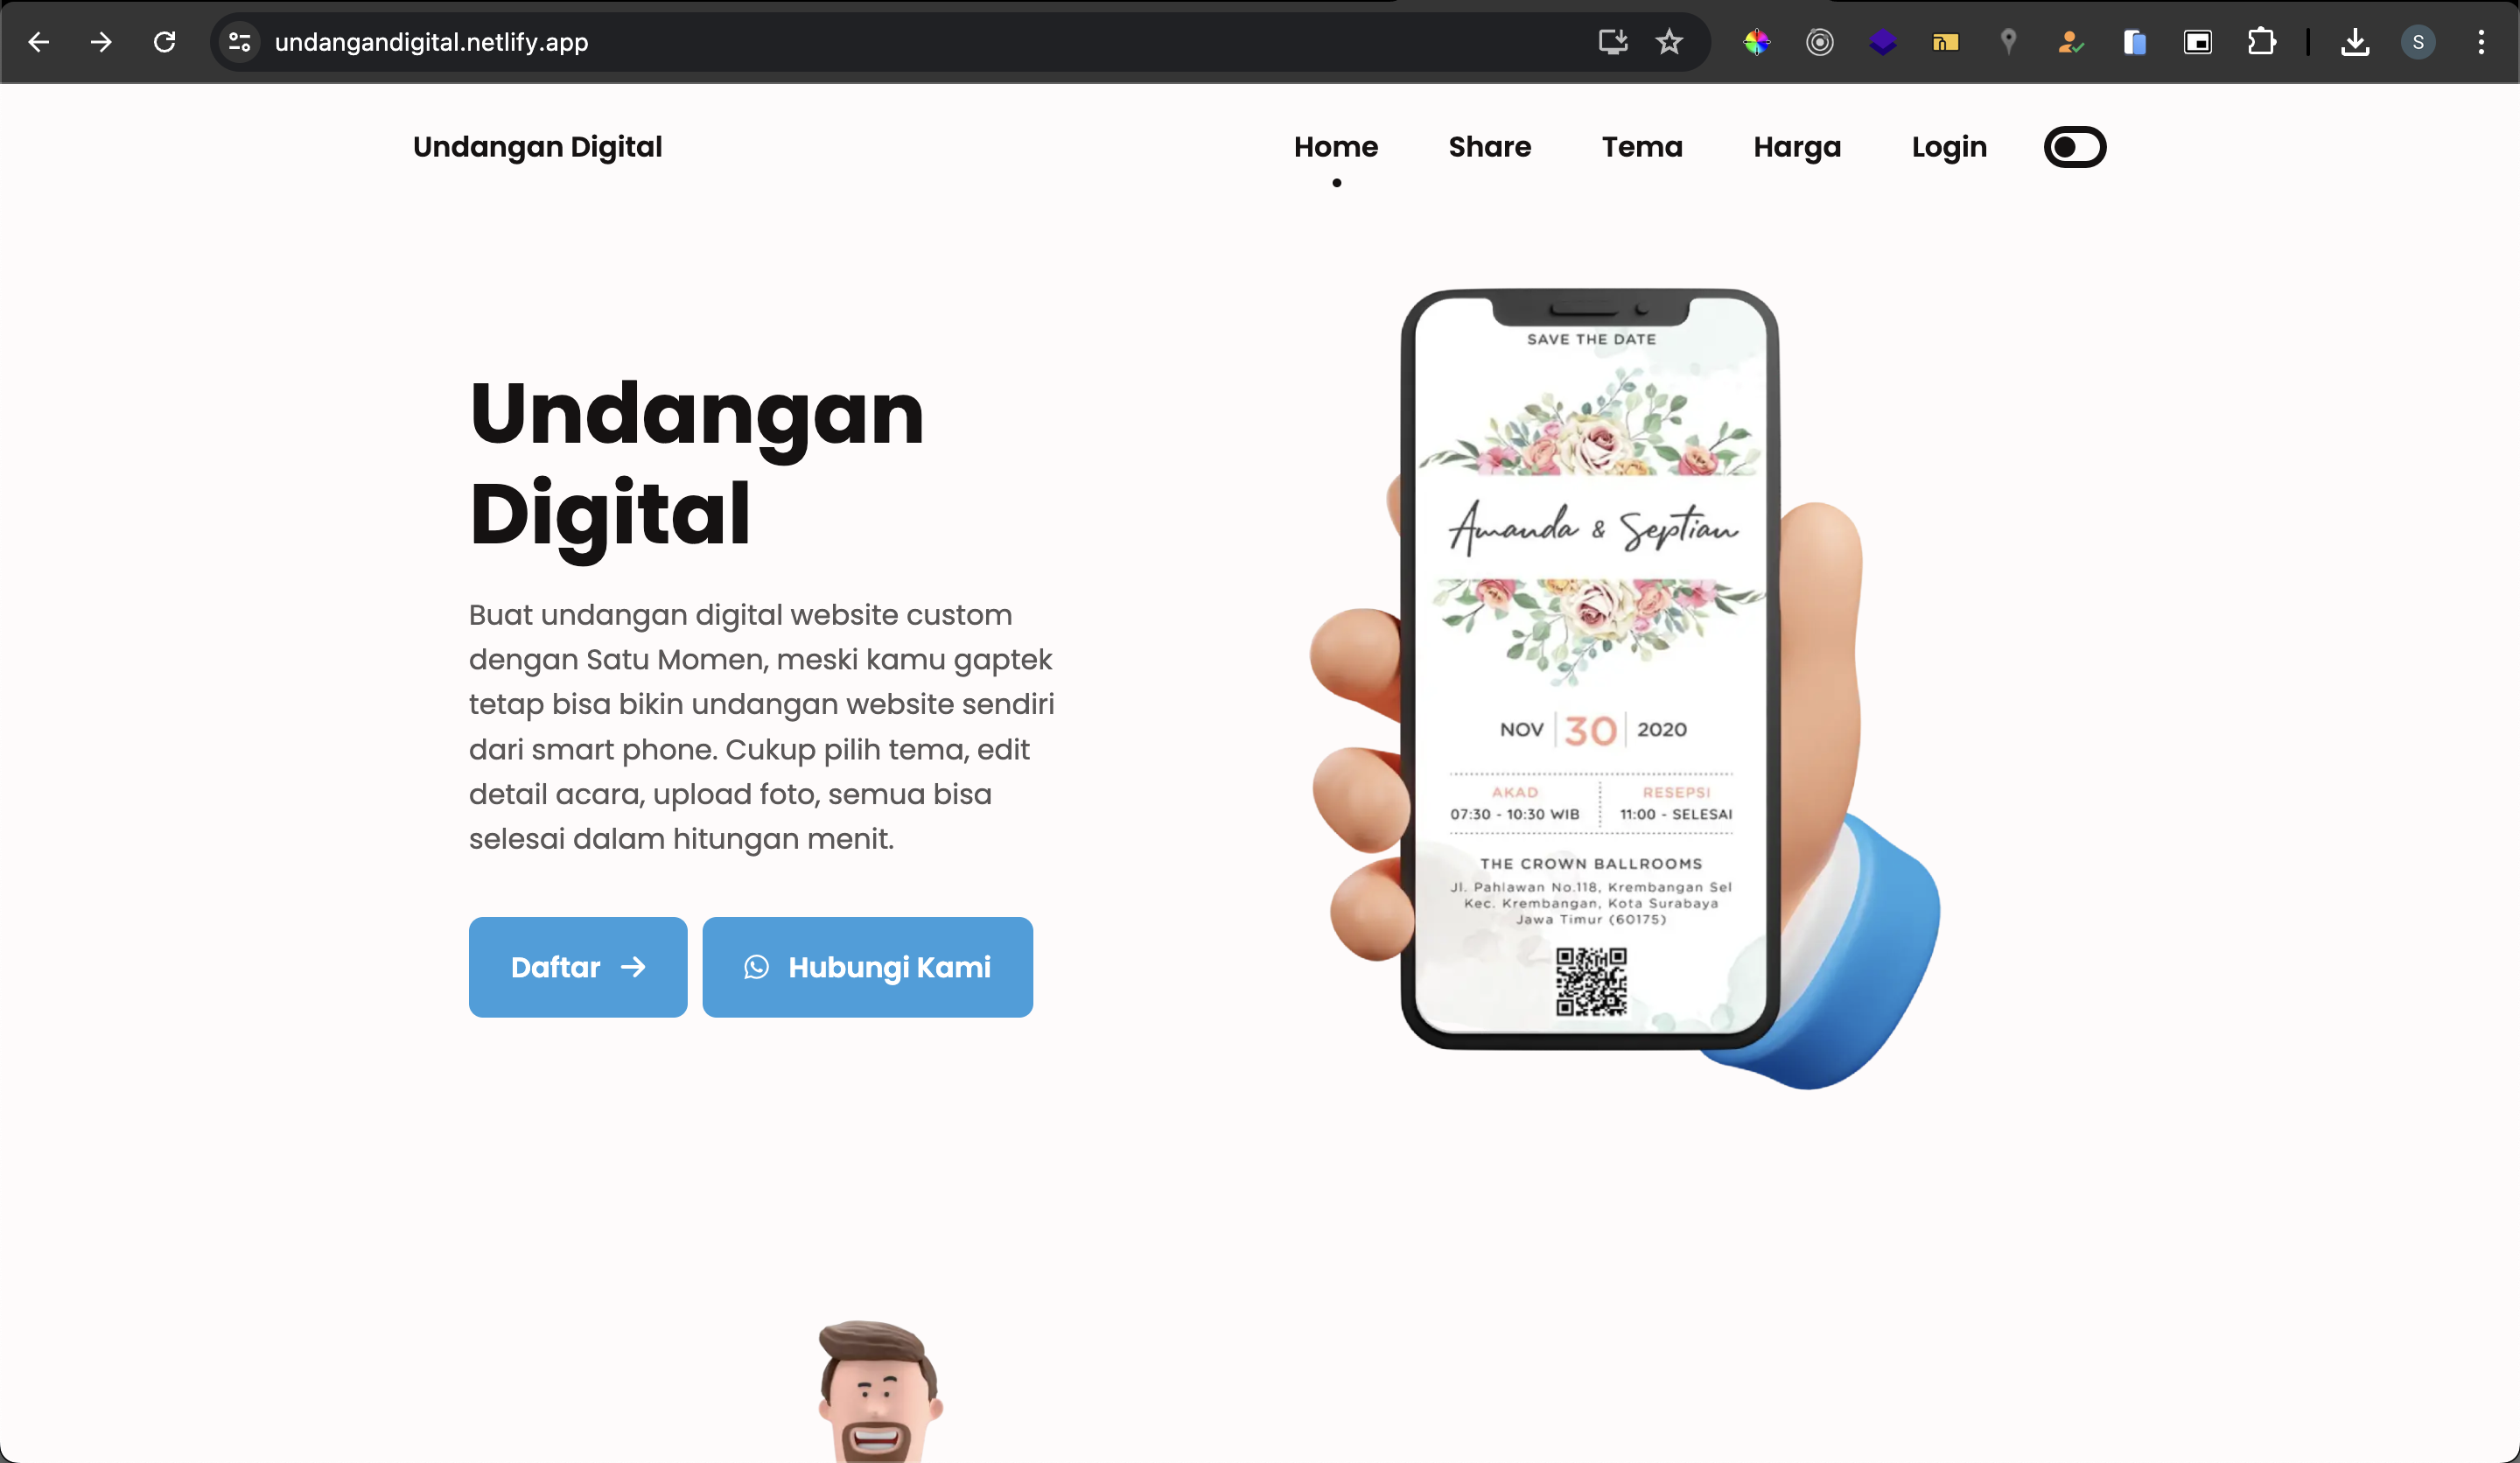 undangandigital.netlify.app
S
Undangan Digital
Home Share Tema Harga Login
Undangan
Digital
Buat undangan digital website custom
dengan Satu Momen, meski kamu gaptek
tetap bisa bikin undangan website sendiri
dari smart phone. Cukup pilih tema, edit
detail acara, upload foto, semua bisa
selesai dalam hitungan menit.
Daftar →
Hubungi Kami
SAVE THE DATE
Amanda & Septian
NOV 30 2020
AKAD
07:30 - 10:30 WIB
RESEPSI
11:00 - SELESAI
THE CROWN BALLROOMS
Jl. Pahlawan No.118, Krembangan Sel
Kec. Krembangan, Kota Surabaya
Jawa Timur (60175)